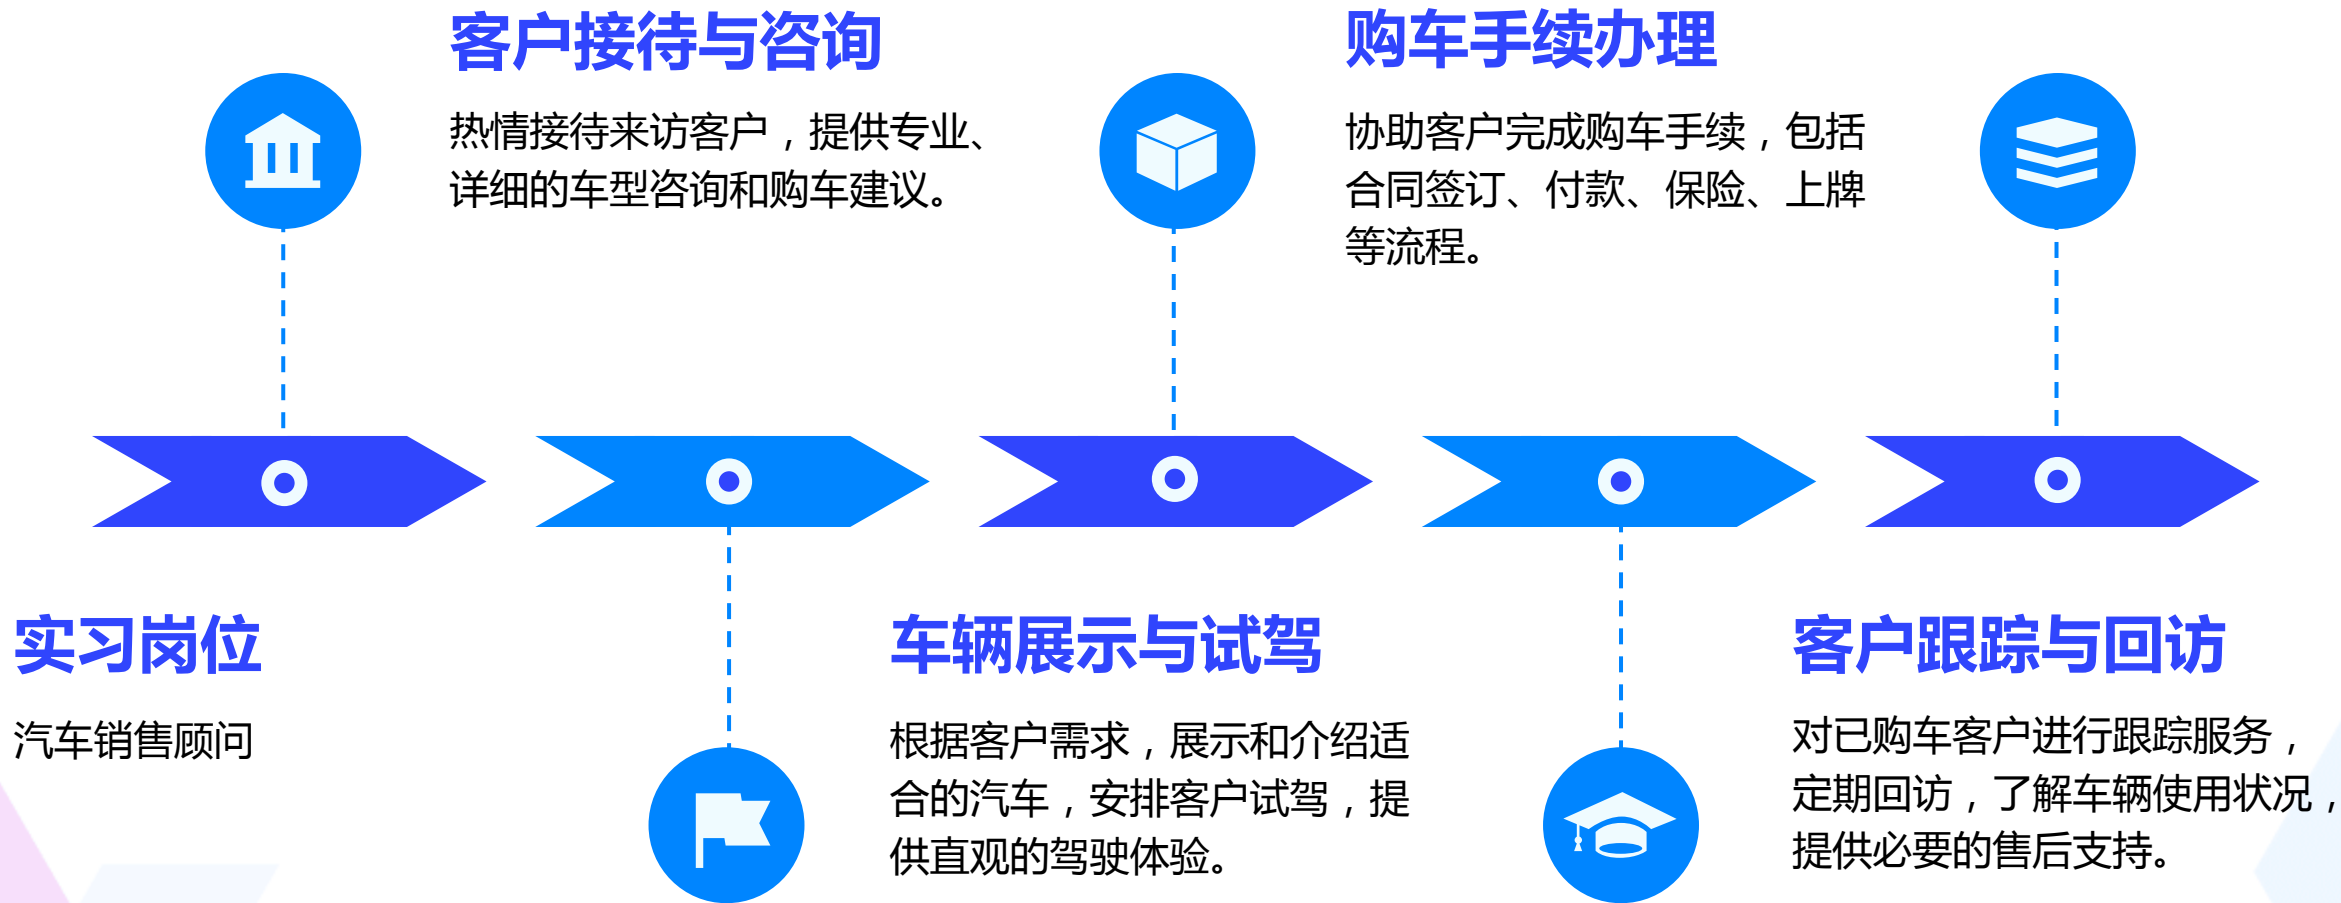 客户接待与咨询
热情接待来访客户，提供专业、
详细的车型咨询和购车建议。
购车手续办理
协助客户完成购车手续，包括
合同签订、付款、保险、上牌
等流程。
实习岗位
汽车销售顾问
车辆展示与试驾
根据客户需求，展示和介绍适
合的汽车，安排客户试驾，提
供直观的驾驶体验。
客户跟踪与回访
对已购车客户进行跟踪服务，
定期回访，了解车辆使用状况，
提供必要的售后支持。